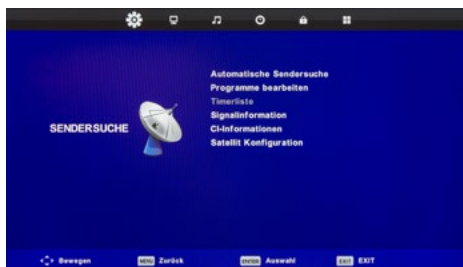 Automatische Sendersuche
Programme bearbeiten
Timerliste
Signalinformation
SENDERSUCHE
CI-Informationen
Satellit Konfiguration
Bewegen MENU Zurück ENTER Auswahl EXIT EXIT